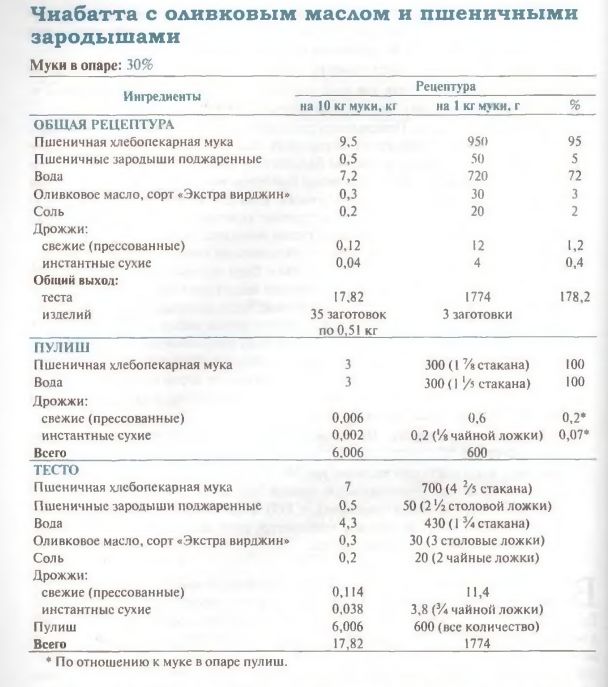 Чиабатта с оливковым маслом и пшеничными
зародышами
Муки в опаре: 30%
Ингредиенты Рецептура
на 10 кг муки, кг на 1 кг муки, г %
ОБЩАЯ РЕЦЕПТУРА
Пшеничная хлебопекарная мука 9,5 950 95
Пшеничные зародыши поджаренные 0,5 50 5
Вода 7,2 720 72
Оливковое масло, сорт «Экстра вирджин» 0,3 30 3
Соль 0,2 20 2
Дрожжи:
свежие (прессованные) 0,12 12 1,2
инстантные сухие 0,04 4 0,4
Общий выход:
теста 17,82 1774 178,2
изделий 35 заготовок 3 заготовки
по 0,51 кг
ПУЛИШ
Пшеничная хлебопекарная мука 3 300 (1 ⅞ стакана) 100
Вода 3 300 (1 ⅕ стакана) 100
Дрожжи:
свежие (прессованные) 0,006 0,6 0,2*
инстантные сухие 0,002 0,2 (⅛ чайной ложки) 0,07*
Всего 6,006 600
ТЕСТО
Пшеничная хлебопекарная мука 7 700 (4 ⅖ стакана)
Пшеничные зародыши поджаренные 0,5 50 (2 ½ столовой ложки)
Вода 4,3 430 (1 ¾ стакана)
Оливковое масло, сорт «Экстра вирджин» 0,3 30 (3 столовые ложки)
Соль 0,2 20 (2 чайные ложки)
Дрожжи:
свежие (прессованные) 0,114 11,4
инстантные сухие 0,038 3,8 (¾ чайной ложки)
Пулиш 6,006 600 (все количество)
Всего 17,82 1774
* По отношению к муке в опаре пулиш.